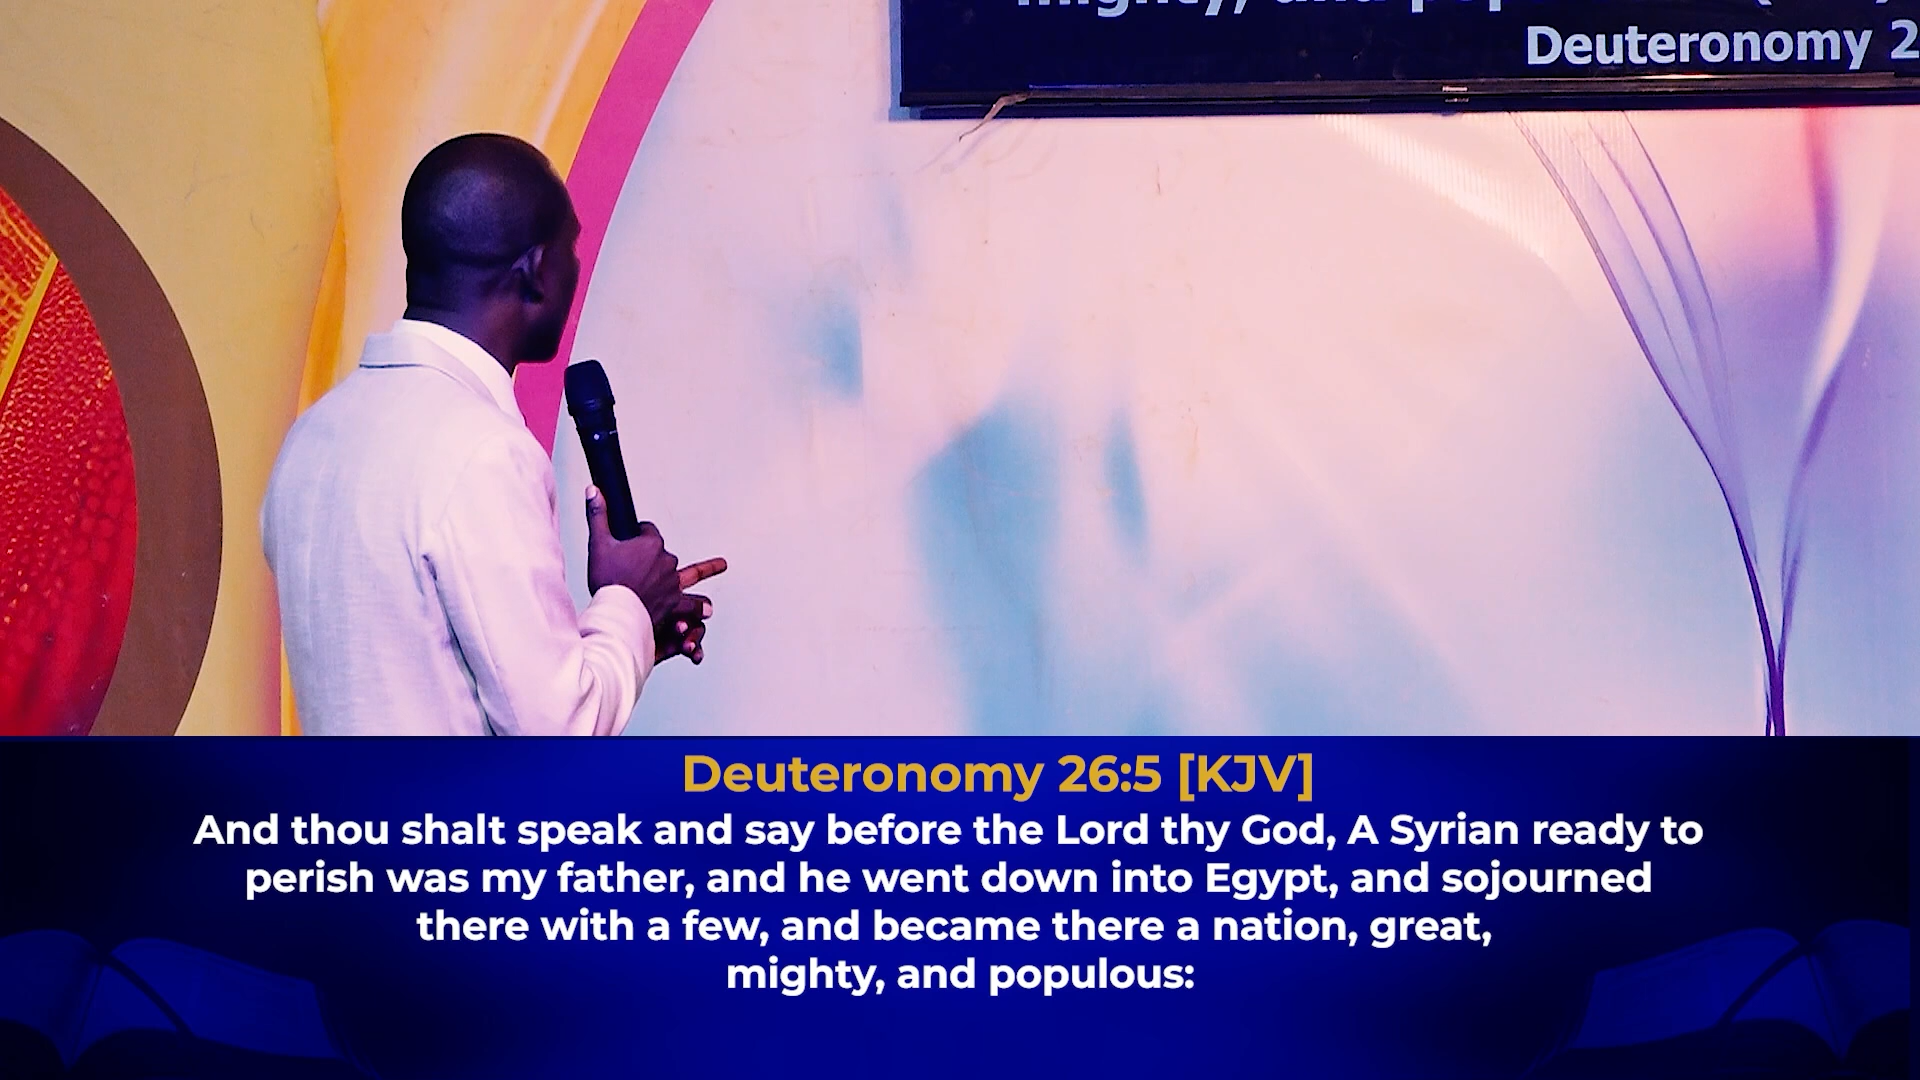 Deuteronomy 2
Deuteronomy 26:5 [KJV]
And thou shalt speak and say before the Lord thy God, A Syrian ready to
perish was my father, and he went down into Egypt, and sojourned
there with a few, and became there a nation, great,
mighty, and populous: